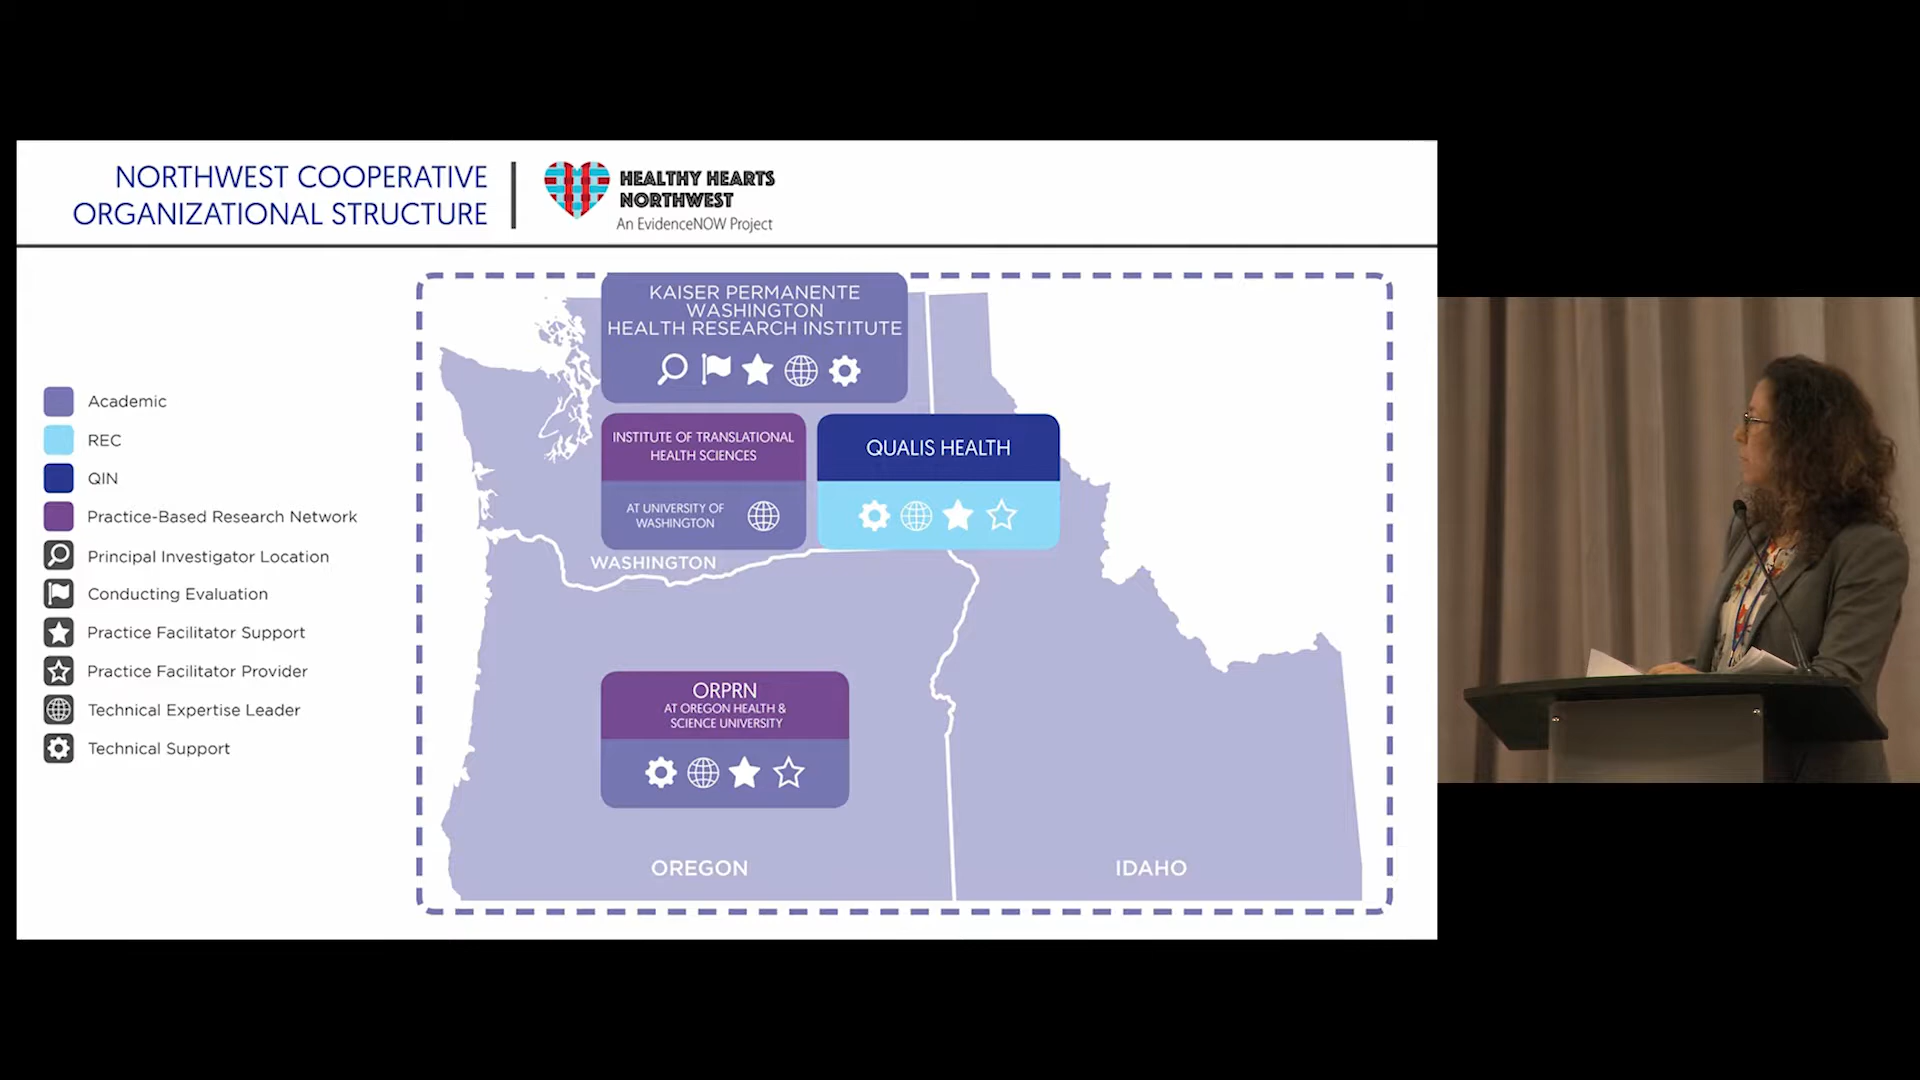 NORTHWEST COOPERATIVE
ORGANIZATIONAL STRUCTURE
HEALTHY HEARTS
NORTHWEST
An EvidenceNOW Project
Academic
REC
QIN
Practice-Based Research Network
Principal Investigator Location
Conducting Evaluation
Practice Facilitator Support
Practice Facilitator Provider
Technical Expertise Leader
Technical Support
KAISER PERMANENTE
WASHINGTON
HEALTH RESEARCH INSTITUTE
INSTITUTE OF TRANSLATIONAL
HEALTH SCIENCES
AT UNIVERSITY OF
WASHINGTON
QUALIS HEALTH
WASHINGTON
ORPRN
AT OREGON HEALTH &
SCIENCE UNIVERSITY
OREGON
IDAHO